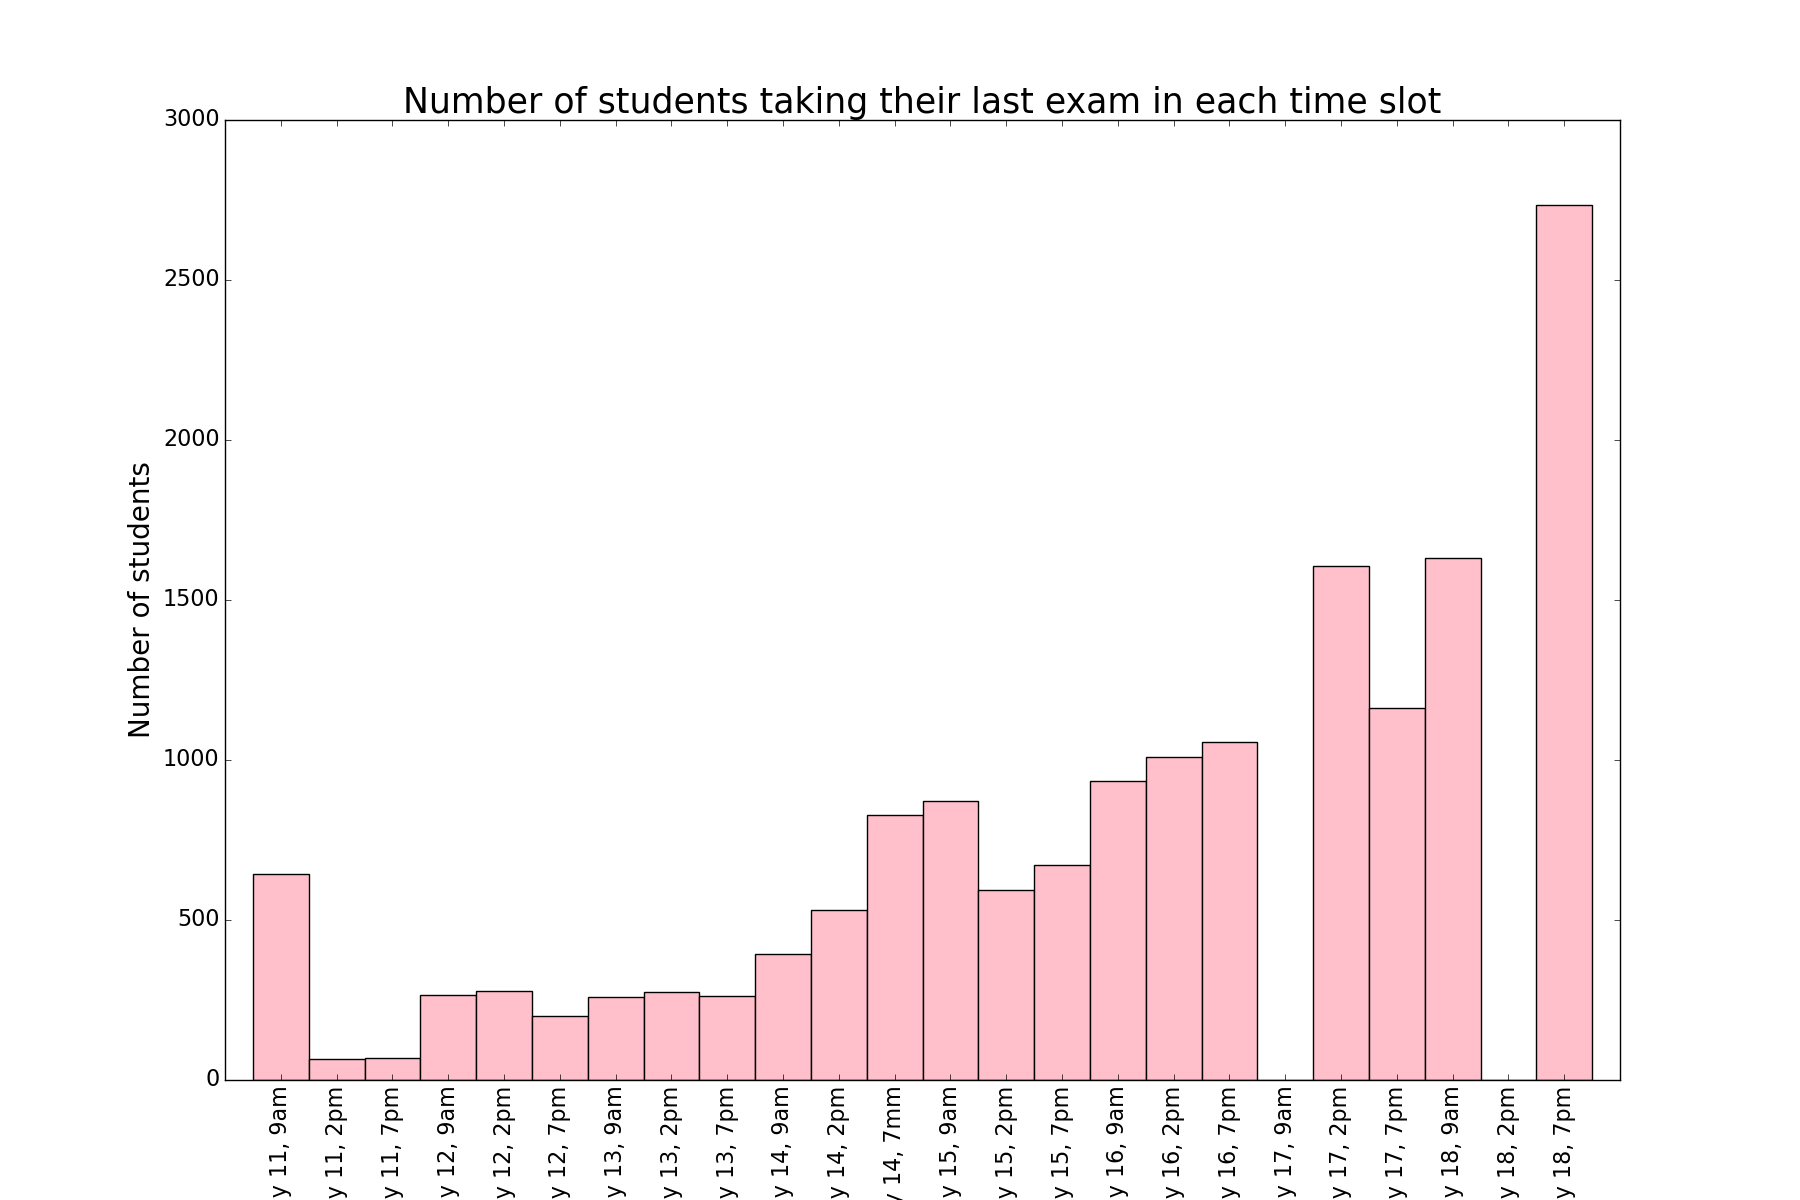 Number of students taking their last exam in each time slot
Number of students
3000
2500
2000
1500
1000
500
0
y 11, 9am
y 11, 2pm
y 11, 7pm
y 12, 9am
y 12, 2pm
y 12, 7pm
y 13, 9am
y 13, 2pm
y 13, 7pm
y 14, 9am
y 14, 2pm
y 14, 7mm
y 15, 9am
y 15, 2pm
y 15, 7pm
y 16, 9am
y 16, 2pm
y 16, 7pm
y 17, 9am
y 17, 2pm
y 17, 7pm
y 18, 9am
y 18, 2pm
y 18, 7pm